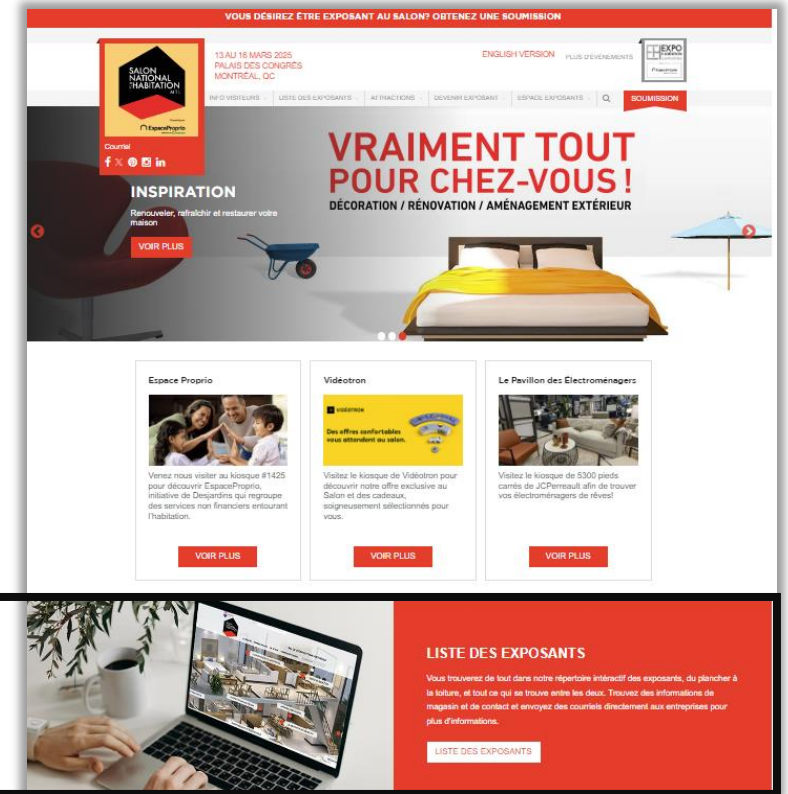 VOUS DÉSIREZ ÊTRE EXPOSANT AU SALON? OBTENEZ UNE SOUMISSION
13 AU 16 MARS 2025
PALAIS DES CONGRÈS
MONTRÉAL, QC
ENGLISH VERSION
PLUS D'ÉVÉNEMENTS
EXPO
SALON
NATIONAL
HABITATION
MTL
EspaceProprio
INFO VISITEURS
LISTE DES EXPOSANTS
ATTRACTIONS
DEVENIR EXPOSANT
ESPACE EXPOSANTS
SOUMISSION
Courriel
VRAIMENT TOUT
POUR CHEZ-VOUS!
DÉCORATION / RÉNOVATION / AMÉNAGEMENT EXTÉRIEUR
INSPIRATION
Renouveler, rafraîchir et restaurer votre
maison
VOIR PLUS
Espace Proprio
Venez nous visiter au kiosque #1425
pour découvrir EspaceProprio,
initiative de Desjardins qui regroupe
des services non financiers entourant
l'habitation.
VOIR PLUS
Vidéotron
VIDÉOTRON
Des offres confortables
vous attendent au salon.
Visitez le kiosque de Vidéotron pour
découvrir notre offre exclusive au
Salon et des cadeaux,
soigneusement sélectionnés pour
vous.
VOIR PLUS
Le Pavillon des Électroménagers
Visitez le kiosque de 5300 pieds
carrés de JCPerreault afin de trouver
vos électroménagers de rêves!
VOIR PLUS
LISTE DES EXPOSANTS
Vous trouverez de tout dans notre répertoire intéractif des exposants, du plancher à
la toiture, et tout ce qui se trouve entre les deux. Trouvez des informations de
magasin et de contact et envoyez des courriels directement aux entreprises pour
plus d'informations.
LISTE DES EXPOSANTS